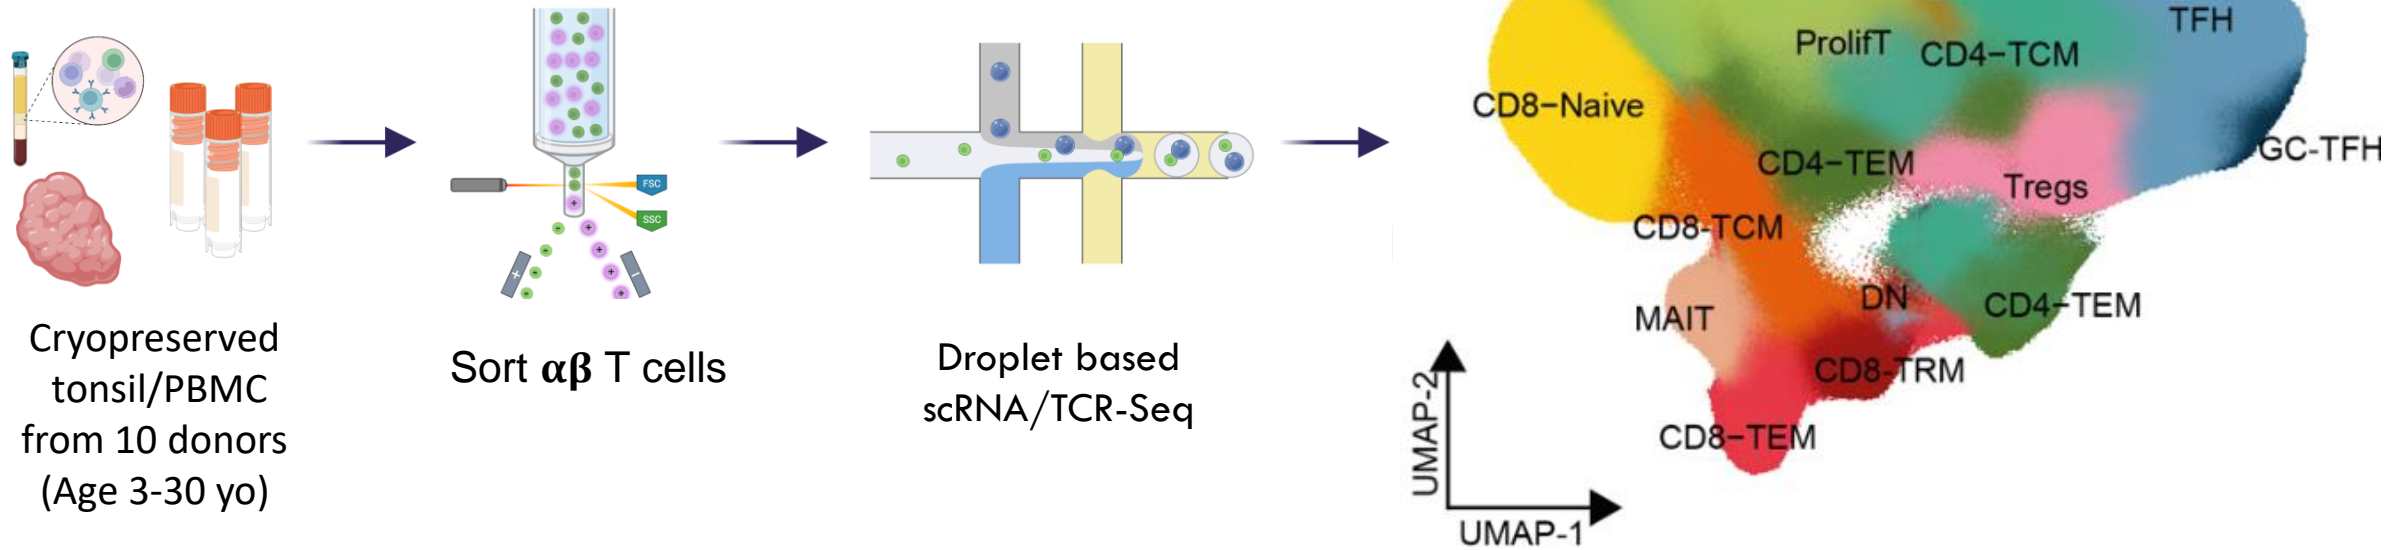 Cryopreserved
tonsil/PBMC
from 10 donors
(Age 3-30 yo)
FSC
SSC
+
−
Sort αβ T cells
Droplet based
scRNA/TCR-Seq
TFH
ProlifT
CD4−TCM
CD8−Naive
GC-TFH
CD4−TEM
Tregs
CD8-TCM
DN
CD4−TEM
MAIT
CD8-TRM
CD8−TEM
UMAP-2
UMAP-1